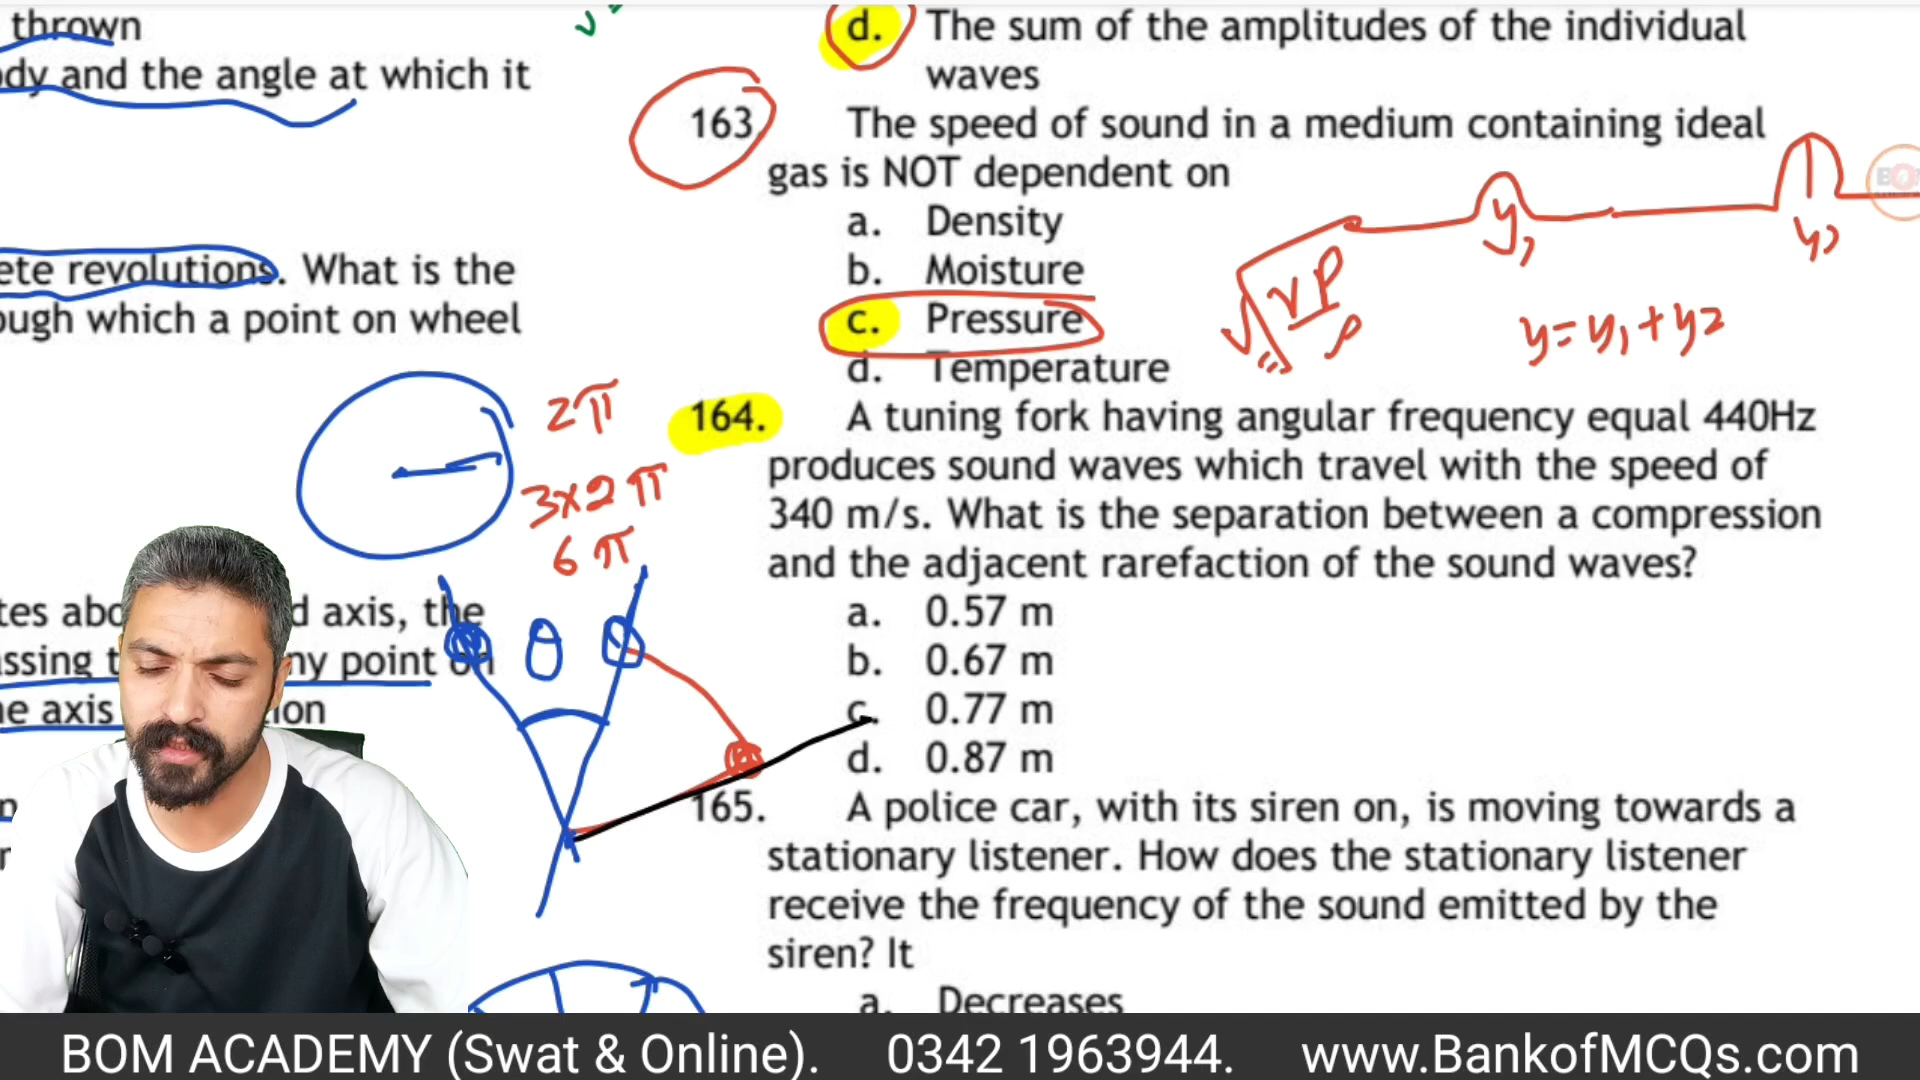 thrown
dy and the angle at which it
ete revolutions. What is the
ough which a point on wheel
2π
3×2π
6π
tes abo d axis, the
ssing t ny point on
e axis ion
θ
d. The sum of the amplitudes of the individual
waves
163. The speed of sound in a medium containing ideal
gas is NOT dependent on
a. Density
b. Moisture
c. Pressure
d. Temperature
√γP/ρ
y1
y2
y=y1+y2
164. A tuning fork having angular frequency equal 440Hz
produces sound waves which travel with the speed of
340 m/s. What is the separation between a compression
and the adjacent rarefaction of the sound waves?
a. 0.57 m
b. 0.67 m
c. 0.77 m
d. 0.87 m
165. A police car, with its siren on, is moving towards a
stationary listener. How does the stationary listener
receive the frequency of the sound emitted by the
siren? It
a. Decreases
BOM ACADEMY (Swat & Online). 0342 1963944. www.BankofMCQs.com